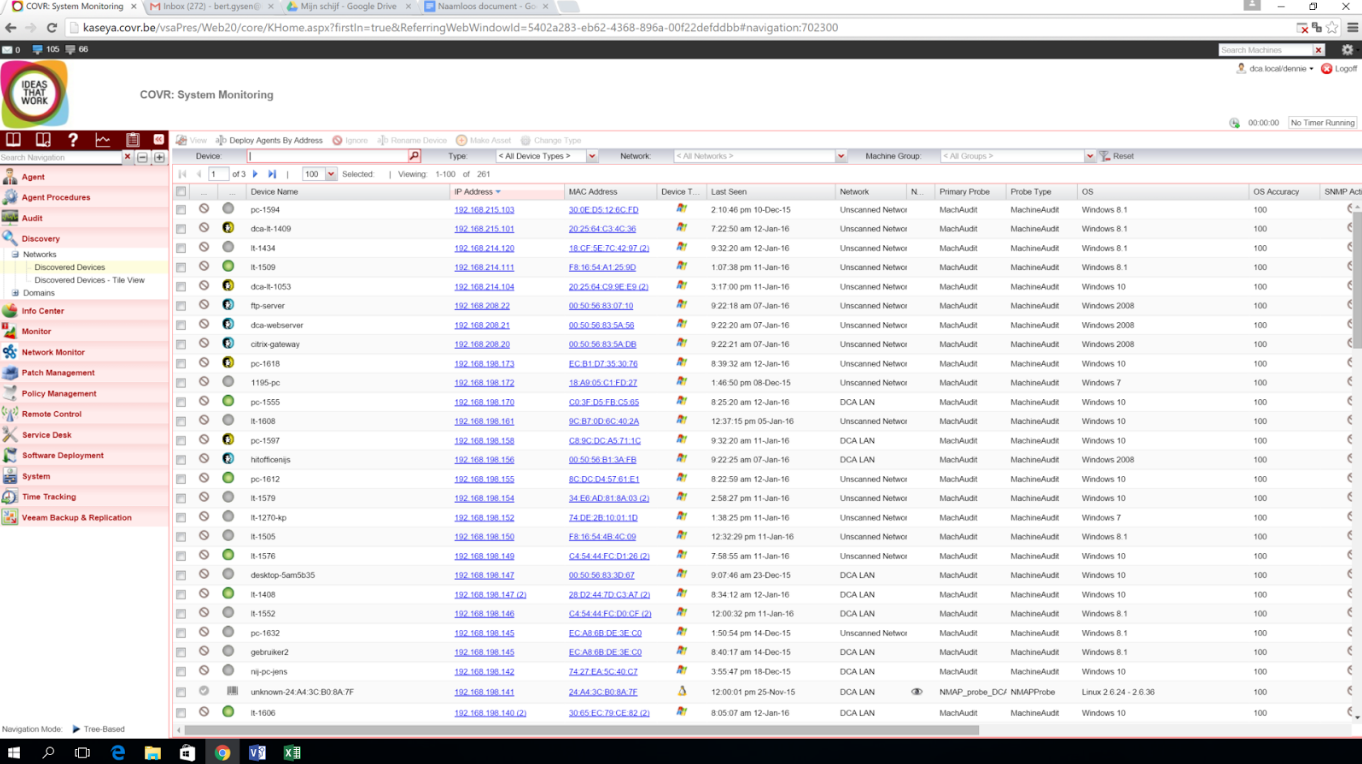 COVR: System Monitoring
Inbox (272) - bert.gysen@
Mijn schijf - Google Drive
Naamloos document - Go
kaseya.covr.be/vsaPres/Web20/core/KHome.aspx?firstIn=true&ReferringWebWindowId=5402a283-eb62-4368-896a-00f22defddbb#navigation:702300
0 105 66
Search Machines
IDEAS
THAT
WORK
COVR: System Monitoring
dca.local/dennie
Logoff
00:00:00 No Timer Running
Search Navigation
View Deploy Agents By Address Ignore Rename Device Make Asset Change Type
Device: Type: < All Device Types > Network: < All Networks > Machine Group: < All Groups > Reset
1 of 3 100 Selected: Viewing: 1-100 of 261
Agent
Agent Procedures
Audit
Discovery
Networks
Discovered Devices
Discovered Devices - Tile View
Domains
Info Center
Monitor
Network Monitor
Patch Management
Policy Management
Remote Control
Service Desk
Software Deployment
System
Time Tracking
Veeam Backup & Replication
Navigation Mode: Tree-Based
... ... Device Name IP Address MAC Address Device T... Last Seen Network N... Primary Probe Probe Type OS OS Accuracy SNMP Acti
pc-1594 192.168.215.103 30:0E:D5:12:6C:FD 2:10:46 pm 10-Dec-15 Unscanned Networ MachAudit MachineAudit Windows 8.1 100
dca-lt-1409 192.168.215.101 20:25:64:C3:4C:36 7:22:50 am 12-Jan-16 Unscanned Networ MachAudit MachineAudit Windows 8.1 100
lt-1434 192.168.214.120 18:CF:5E:7C:42:97 (2) 9:32:20 am 12-Jan-16 Unscanned Networ MachAudit MachineAudit Windows 8.1 100
lt-1509 192.168.214.111 F8:16:54:A1:25:9D 1:07:38 pm 11-Jan-16 Unscanned Networ MachAudit MachineAudit Windows 8.1 100
dca-lt-1053 192.168.214.104 20:25:64:C9:9E:E9 (2) 3:17:00 pm 11-Jan-16 Unscanned Networ MachAudit MachineAudit Windows 10 100
ftp-server 192.168.208.22 00:50:56:83:07:10 9:22:18 am 07-Jan-16 Unscanned Networ MachAudit MachineAudit Windows 2008 100
dca-webserver 192.168.208.21 00:50:56:83:5A:56 9:22:20 am 07-Jan-16 Unscanned Networ MachAudit MachineAudit Windows 2008 100
citrix-gateway 192.168.208.20 00:50:56:83:5A:DB 9:22:21 am 07-Jan-16 Unscanned Networ MachAudit MachineAudit Windows 2008 100
pc-1618 192.168.198.173 EC:B1:D7:35:30:76 8:39:32 am 12-Jan-16 Unscanned Networ MachAudit MachineAudit Windows 10 100
1195-pc 192.168.198.172 18:A9:05:C1:FD:27 1:46:50 pm 08-Dec-15 Unscanned Networ MachAudit MachineAudit Windows 7 100
pc-1555 192.168.198.170 C0:3F:D5:FB:C5:65 8:25:20 am 12-Jan-16 DCA LAN MachAudit MachineAudit Windows 10 100
lt-1608 192.168.198.161 9C:B7:0D:6C:40:2A 12:37:15 pm 05-Jan-16 Unscanned Networ MachAudit MachineAudit Windows 10 100
pc-1597 192.168.198.158 C8:9C:DC:A5:71:1C 9:32:20 am 11-Jan-16 DCA LAN MachAudit MachineAudit Windows 10 100
hitofficenijs 192.168.198.156 00:50:56:B1:3A:FB 9:22:25 am 07-Jan-16 DCA LAN MachAudit MachineAudit Windows 2008 100
pc-1612 192.168.198.155 8C:DC:D4:57:61:E1 8:22:59 am 12-Jan-16 DCA LAN MachAudit MachineAudit Windows 10 100
lt-1579 192.168.198.154 34:E6:AD:81:8A:03 (2) 2:58:27 pm 11-Jan-16 Unscanned Networ MachAudit MachineAudit Windows 10 100
lt-1270-kp 192.168.198.152 74:DE:2B:10:01:1D 1:38:25 pm 11-Jan-16 Unscanned Networ MachAudit MachineAudit Windows 7 100
lt-1505 192.168.198.150 F8:16:54:4B:4C:09 12:32:29 pm 11-Jan-16 Unscanned Networ MachAudit MachineAudit Windows 8.1 100
lt-1576 192.168.198.149 C4:54:44:FC:D1:26 (2) 7:58:55 am 11-Jan-16 Unscanned Networ MachAudit MachineAudit Windows 10 100
desktop-5am5b35 192.168.198.147 00:50:56:83:3D:67 9:07:46 am 23-Dec-15 DCA LAN MachAudit MachineAudit Windows 10 100
lt-1408 192.168.198.147 (2) 28:D2:44:7D:C3:A7 (2) 8:34:12 am 12-Jan-16 DCA LAN MachAudit MachineAudit Windows 10 100
lt-1552 192.168.198.146 C4:54:44:FC:D0:CF (2) 12:00:32 pm 11-Jan-16 DCA LAN MachAudit MachineAudit Windows 8.1 100
pc-1632 192.168.198.145 EC:A8:6B:DE:3E:C0 1:50:54 pm 14-Dec-15 Unscanned Networ MachAudit MachineAudit Windows 8.1 100
gebruiker2 192.168.198.145 EC:A8:6B:DE:3E:C0 8:40:17 am 14-Dec-15 DCA LAN MachAudit MachineAudit Windows 8.1 100
nij-pc-jens 192.168.198.142 74:27:EA:5C:40:C7 3:55:47 pm 18-Dec-15 DCA LAN MachAudit MachineAudit Windows 10 100
unknown-24:A4:3C:B0:8A:7F 192.168.198.141 24:A4:3C:B0:8A:7F 12:00:01 pm 25-Nov-15 DCA LAN NMAP_probe_DCA NMAPProbe Linux 2.6.24 - 2.6.36 100
lt-1606 192.168.198.140 (2) 30:65:EC:79:CE:82 (2) 8:05:07 am 12-Jan-16 DCA LAN MachAudit MachineAudit Windows 10 100